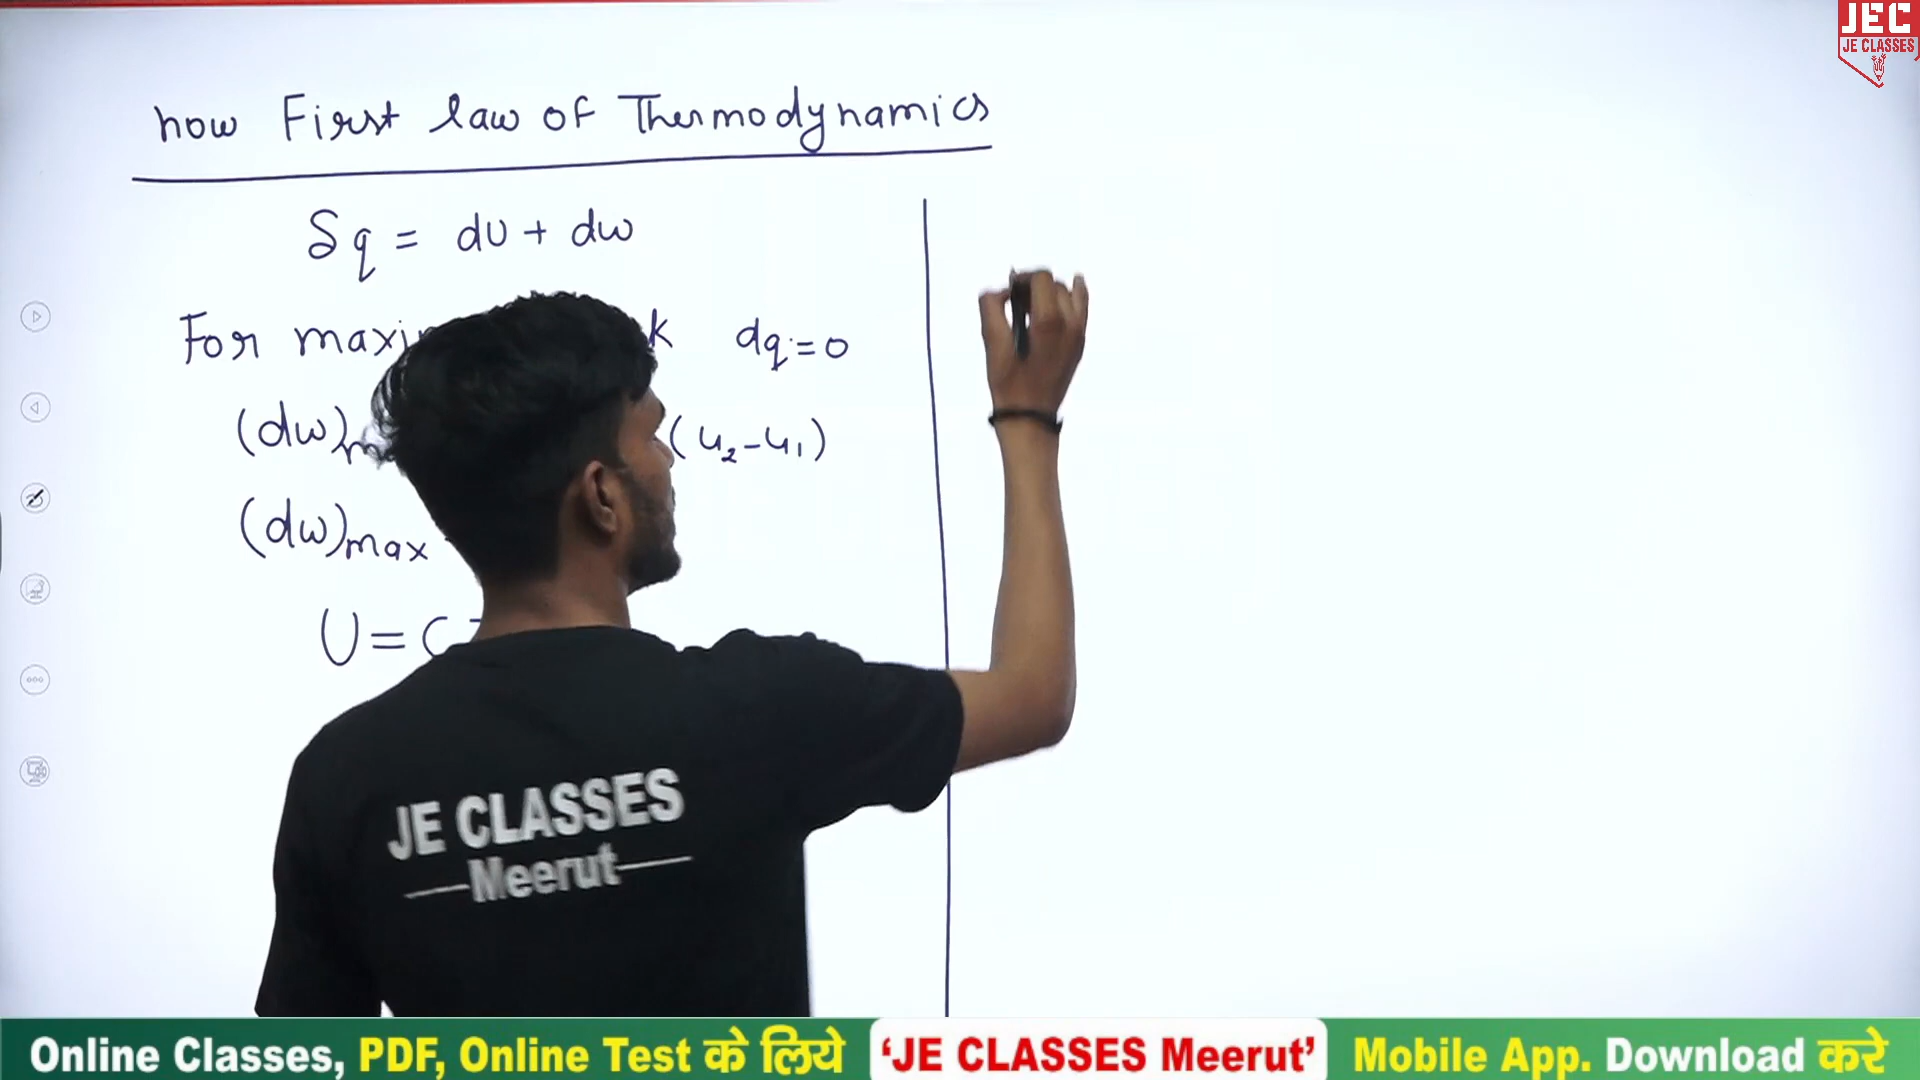 JEC
JE CLASSES
now First law of Thermodynamics
δq = dU + dw
For k dq=0
(dw) (u₂-u₁)
(dw)max
U = C
JE CLASSES
Meerut
Online Classes, PDF, Online Test के लिये 'JE CLASSES Meerut' Mobile App. Download करे